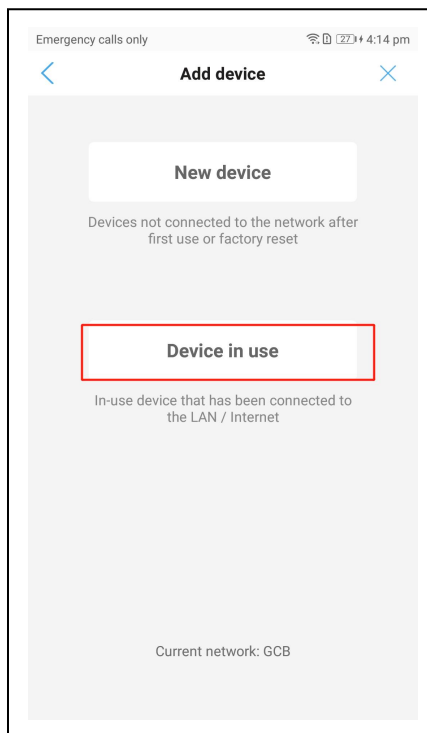 Emergency calls only 27 4:14 pm
Add device
New device
Devices not connected to the network after
first use or factory reset
Device in use
In-use device that has been connected to
the LAN / Internet
Current network: GCB